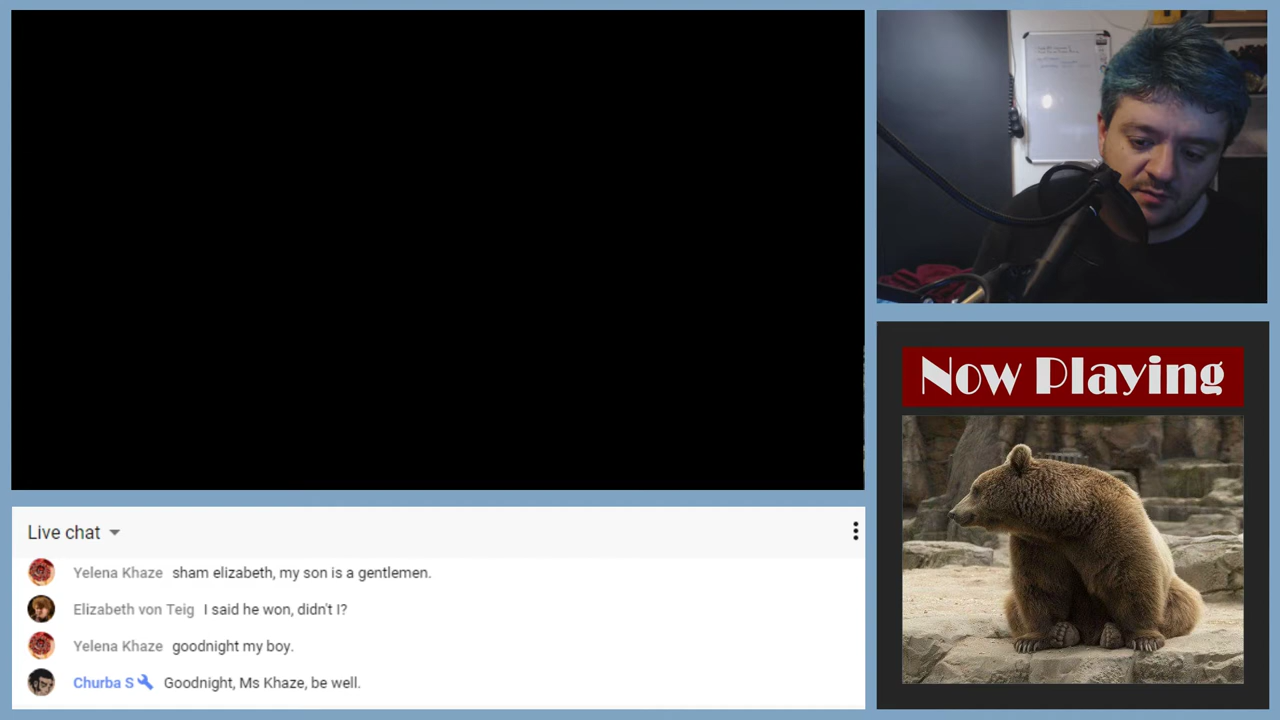 Now Playing
Live chat
Yelena Khaze sham elizabeth, my son is a gentlemen.
Elizabeth von Teig I said he won, didn't I?
Yelena Khaze goodnight my boy.
Churba S Goodnight, Ms Khaze, be well.